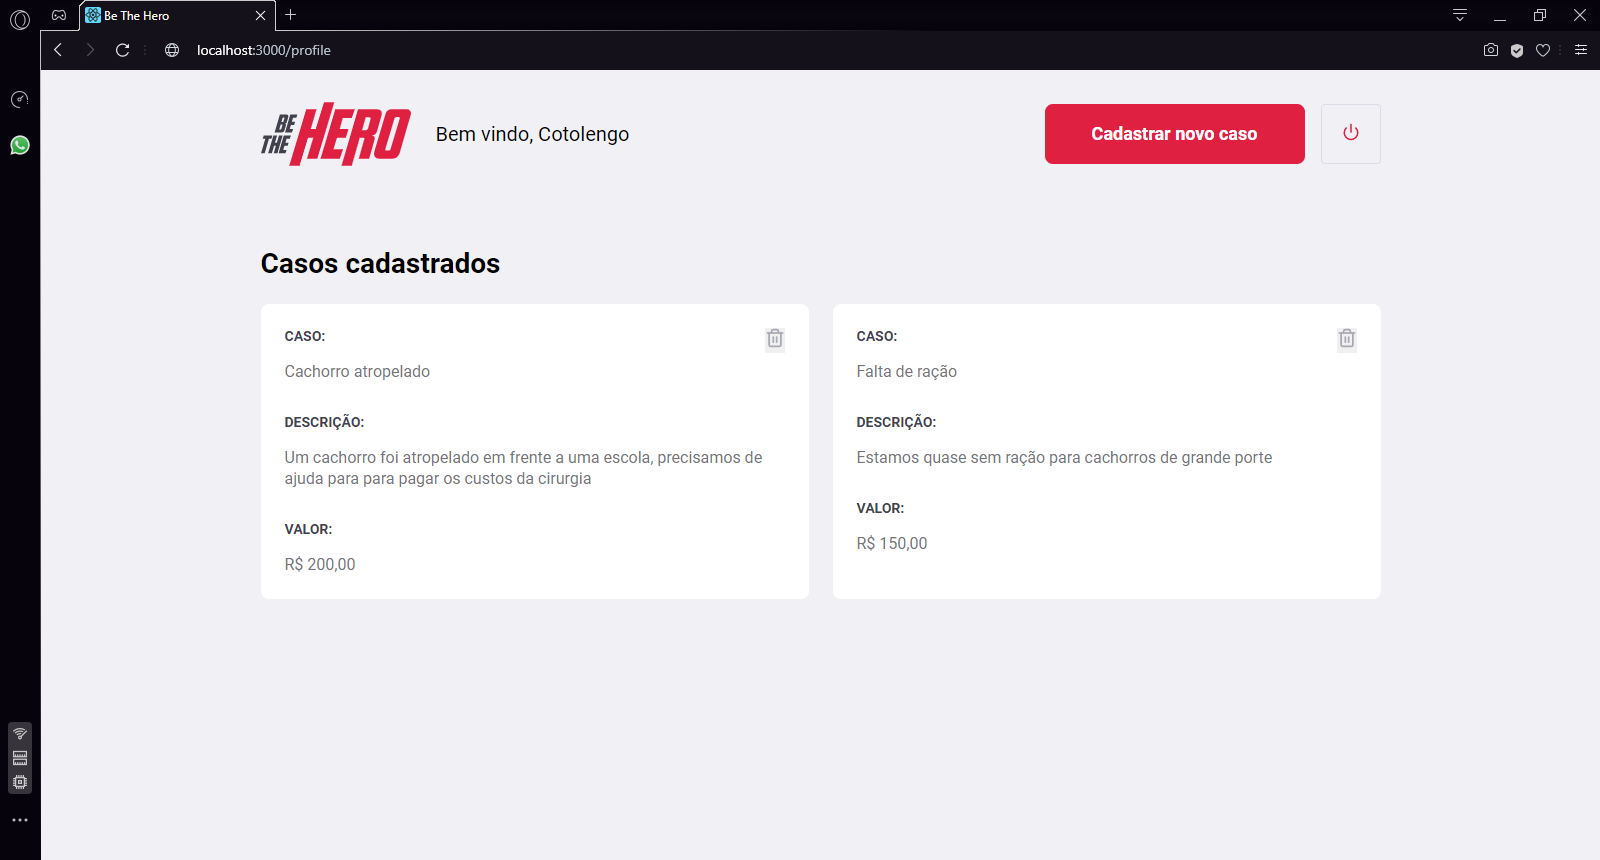 Be The Hero
localhost:3000/profile
BE THE HERO
Bem vindo, Cotolengo
Cadastrar novo caso
Casos cadastrados
CASO:
Cachorro atropelado
DESCRIÇÃO:
Um cachorro foi atropelado em frente a uma escola, precisamos de
ajuda para para pagar os custos da cirurgia
VALOR:
R$ 200,00
CASO:
Falta de ração
DESCRIÇÃO:
Estamos quase sem ração para cachorros de grande porte
VALOR:
R$ 150,00